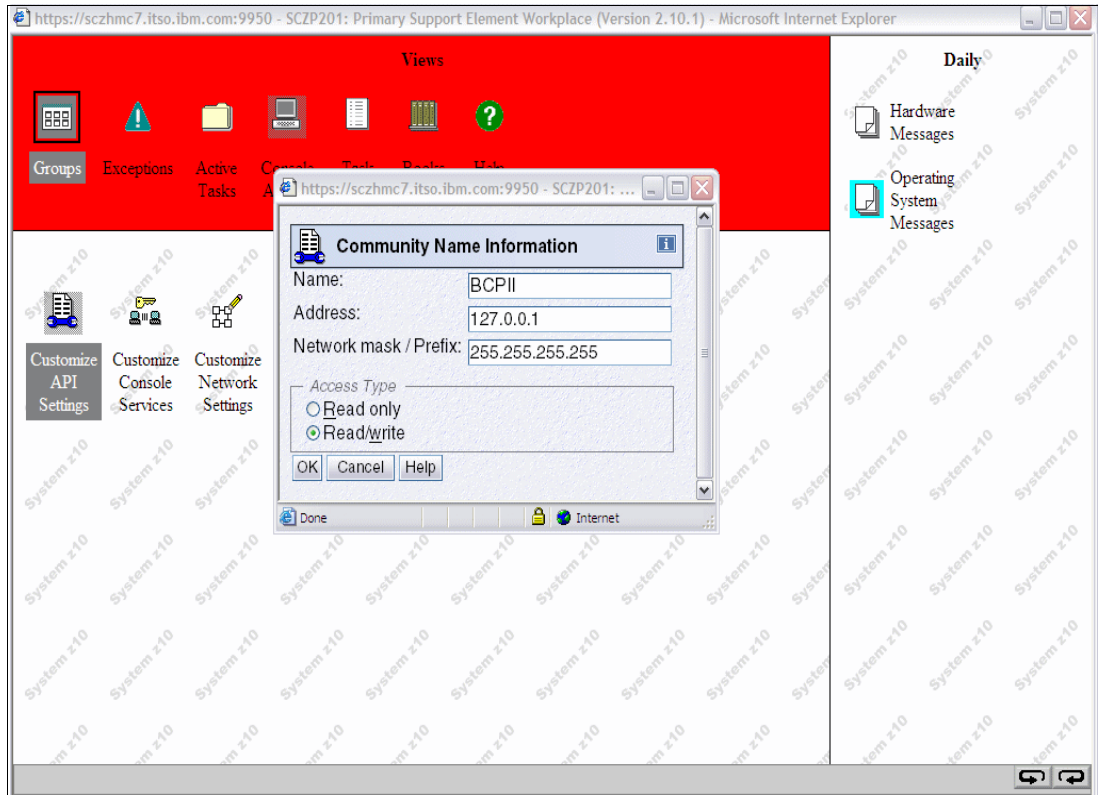 https://sczhmc7.itso.ibm.com:9950 - SCZP201: Primary Support Element Workplace (Version 2.10.1) - Microsoft Internet Explorer
Views
Groups
Exceptions
Active
Tasks
Daily
Hardware
Messages
Operating
System
Messages
https://sczhmc7.itso.ibm.com:9950 - SCZP201: ...
Community Name Information
Name:
BCPII
Address:
127.0.0.1
Network mask / Prefix:
255.255.255.255
Access Type
Read only
Read/write
OK Cancel Help
Done
Internet
Customize
API
Settings
Customize
Console
Services
Customize
Network
Settings
System z10